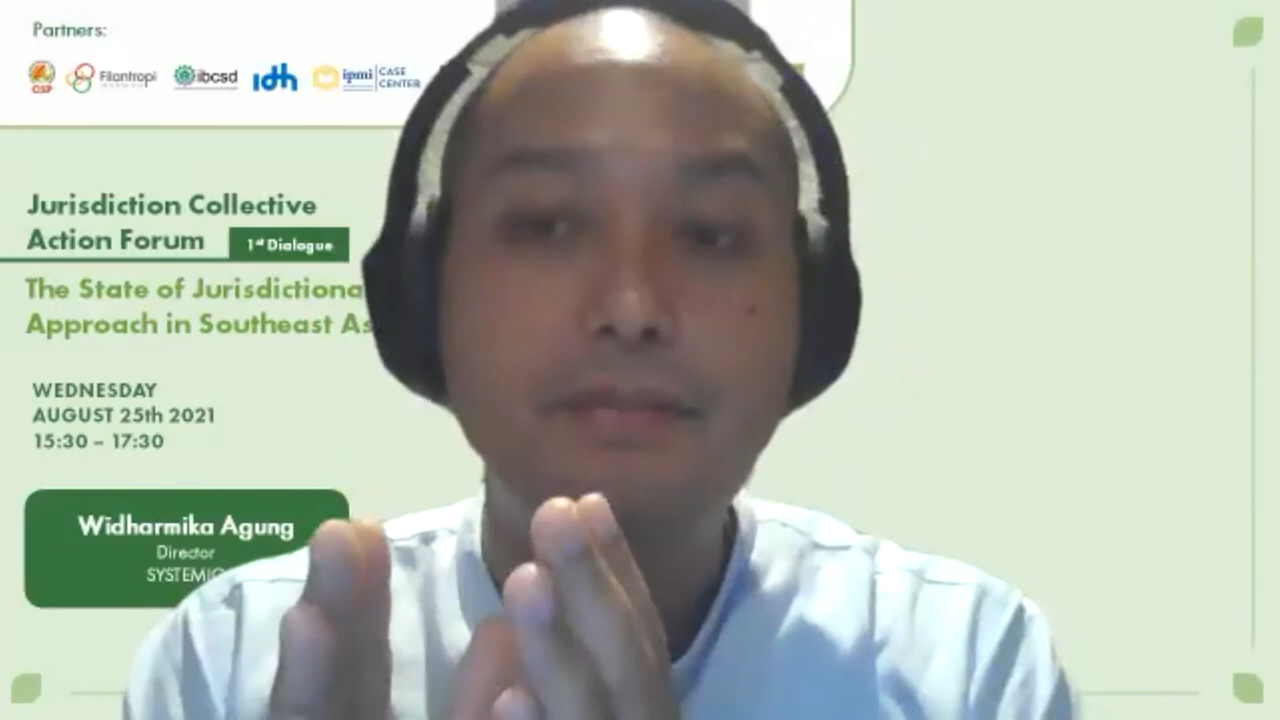 Partners:
CSP
Filantropi
ibcsd
idh
ipmi CASE
CENTER
Jurisdiction Collective
Action Forum
1st Dialogue
The State of Jurisdictiona
Approach in Southeast As
WEDNESDAY
AUGUST 25th 2021
15:30 – 17:30
Widharmika Agung
Director
SYSTEMIQ